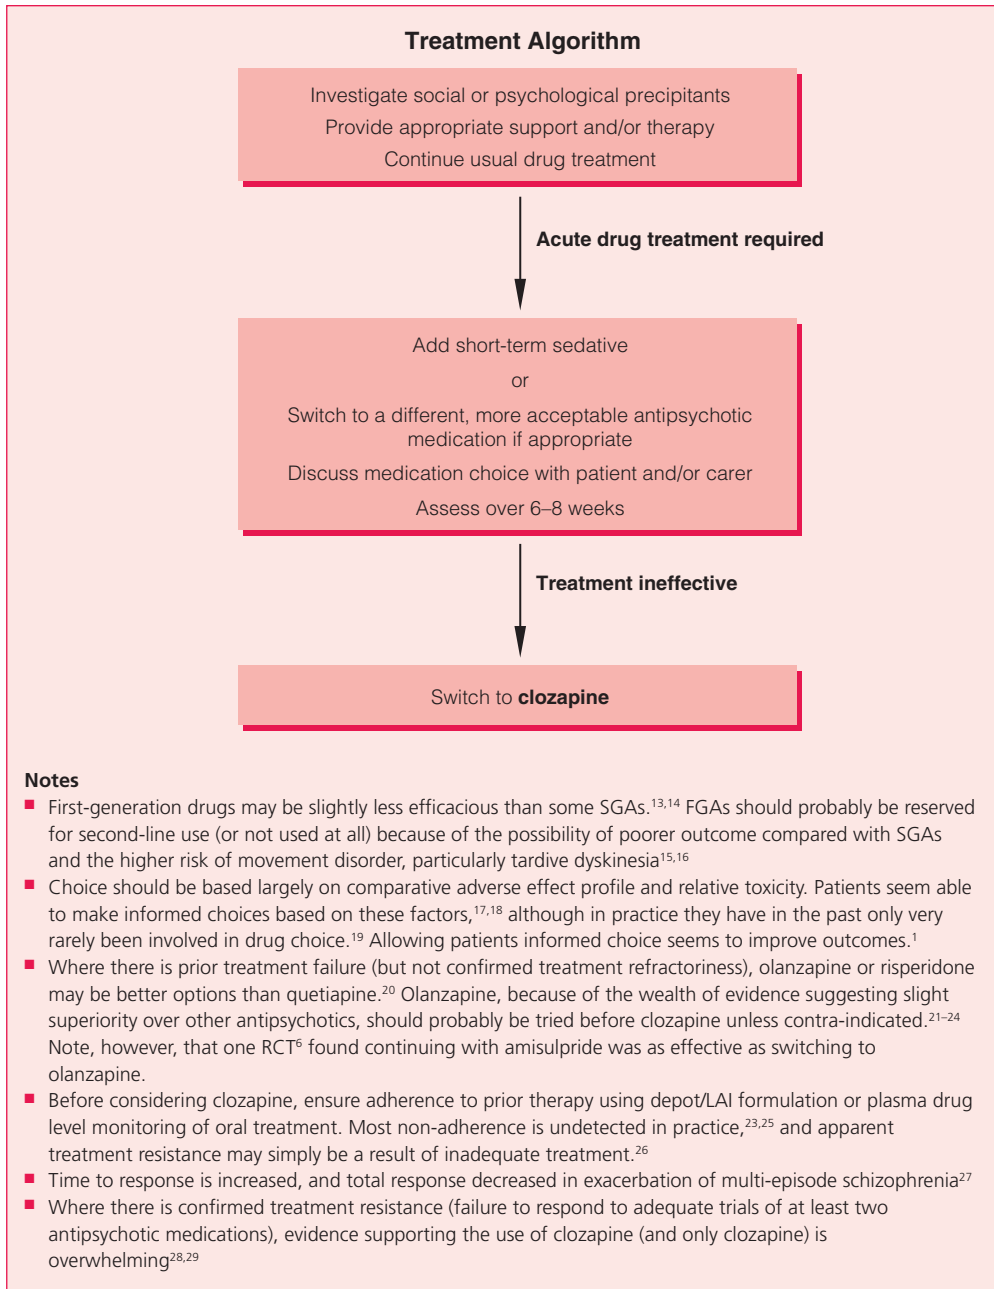 Treatment Algorithm
Investigate social or psychological precipitants
Provide appropriate support and/or therapy
Continue usual drug treatment
Acute drug treatment required
Add short-term sedative
or
Switch to a different, more acceptable antipsychotic
medication if appropriate
Discuss medication choice with patient and/or carer
Assess over 6–8 weeks
Treatment ineffective
Switch to clozapine
Notes
■ First-generation drugs may be slightly less efficacious than some SGAs.13,14 FGAs should probably be reserved
for second-line use (or not used at all) because of the possibility of poorer outcome compared with SGAs
and the higher risk of movement disorder, particularly tardive dyskinesia15,16
■ Choice should be based largely on comparative adverse effect profile and relative toxicity. Patients seem able
to make informed choices based on these factors,17,18 although in practice they have in the past only very
rarely been involved in drug choice.19 Allowing patients informed choice seems to improve outcomes.1
■ Where there is prior treatment failure (but not confirmed treatment refractoriness), olanzapine or risperidone
may be better options than quetiapine.20 Olanzapine, because of the wealth of evidence suggesting slight
superiority over other antipsychotics, should probably be tried before clozapine unless contra-indicated.21–24
Note, however, that one RCT6 found continuing with amisulpride was as effective as switching to
olanzapine.
■ Before considering clozapine, ensure adherence to prior therapy using depot/LAI formulation or plasma drug
level monitoring of oral treatment. Most non-adherence is undetected in practice,23,25 and apparent
treatment resistance may simply be a result of inadequate treatment.26
■ Time to response is increased, and total response decreased in exacerbation of multi-episode schizophrenia27
■ Where there is confirmed treatment resistance (failure to respond to adequate trials of at least two
antipsychotic medications), evidence supporting the use of clozapine (and only clozapine) is
overwhelming28,29